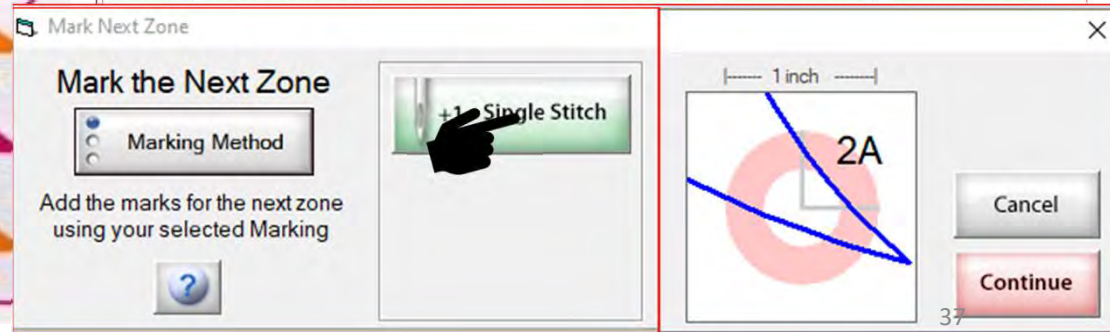 Mark Next Zone
Mark the Next Zone
Marking Method
Add the marks for the next zone
using your selected Marking
?
+1 Single Stitch
1 inch
2A
Cancel
Continue
37